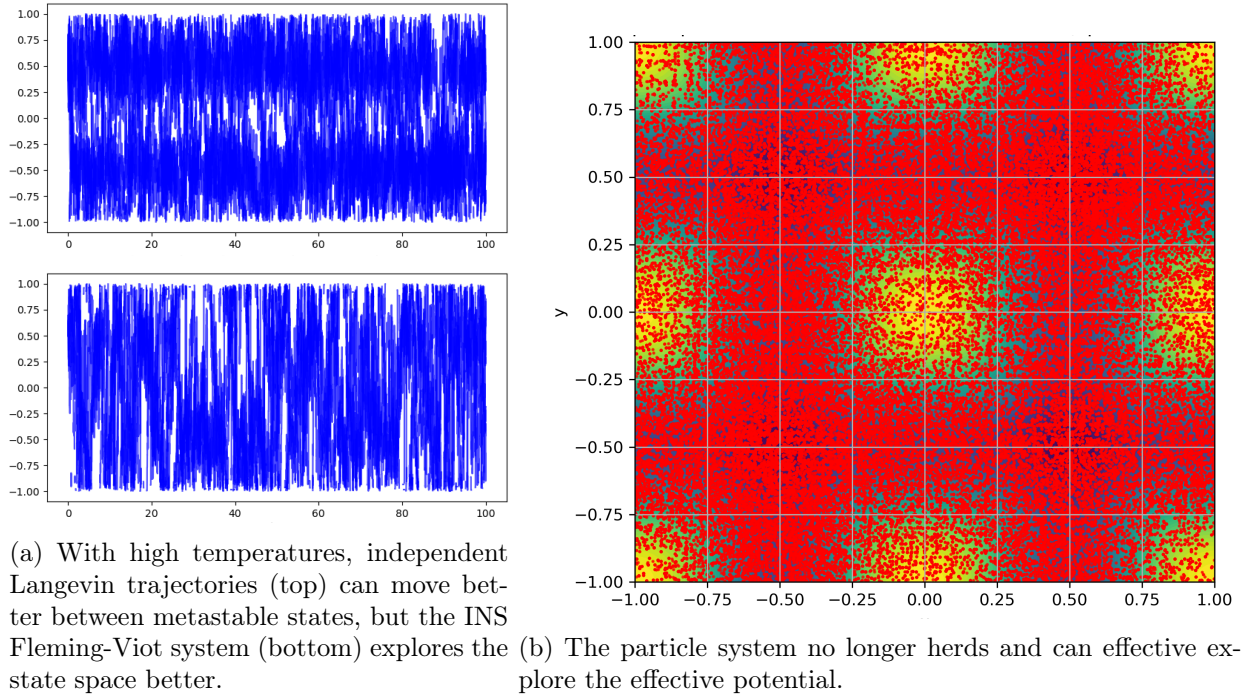 1.00
0.75
0.50
0.25
0.00
−0.25
−0.50
−0.75
−1.00
0 20 40 60 80 100
1.00
0.75
0.50
0.25
0.00
−0.25
−0.50
−0.75
−1.00
0 20 40 60 80 100
(a) With high temperatures, independent
Langevin trajectories (top) can move bet-
ter between metastable states, but the INS
Fleming-Viot system (bottom) explores the
state space better.
1.00
0.75
0.50
0.25
0.00
−0.25
−0.50
−0.75
−1.00
y
−1.00 −0.75 −0.50 −0.25 0.00 0.25 0.50 0.75 1.00
(b) The particle system no longer herds and can effective ex-
plore the effective potential.